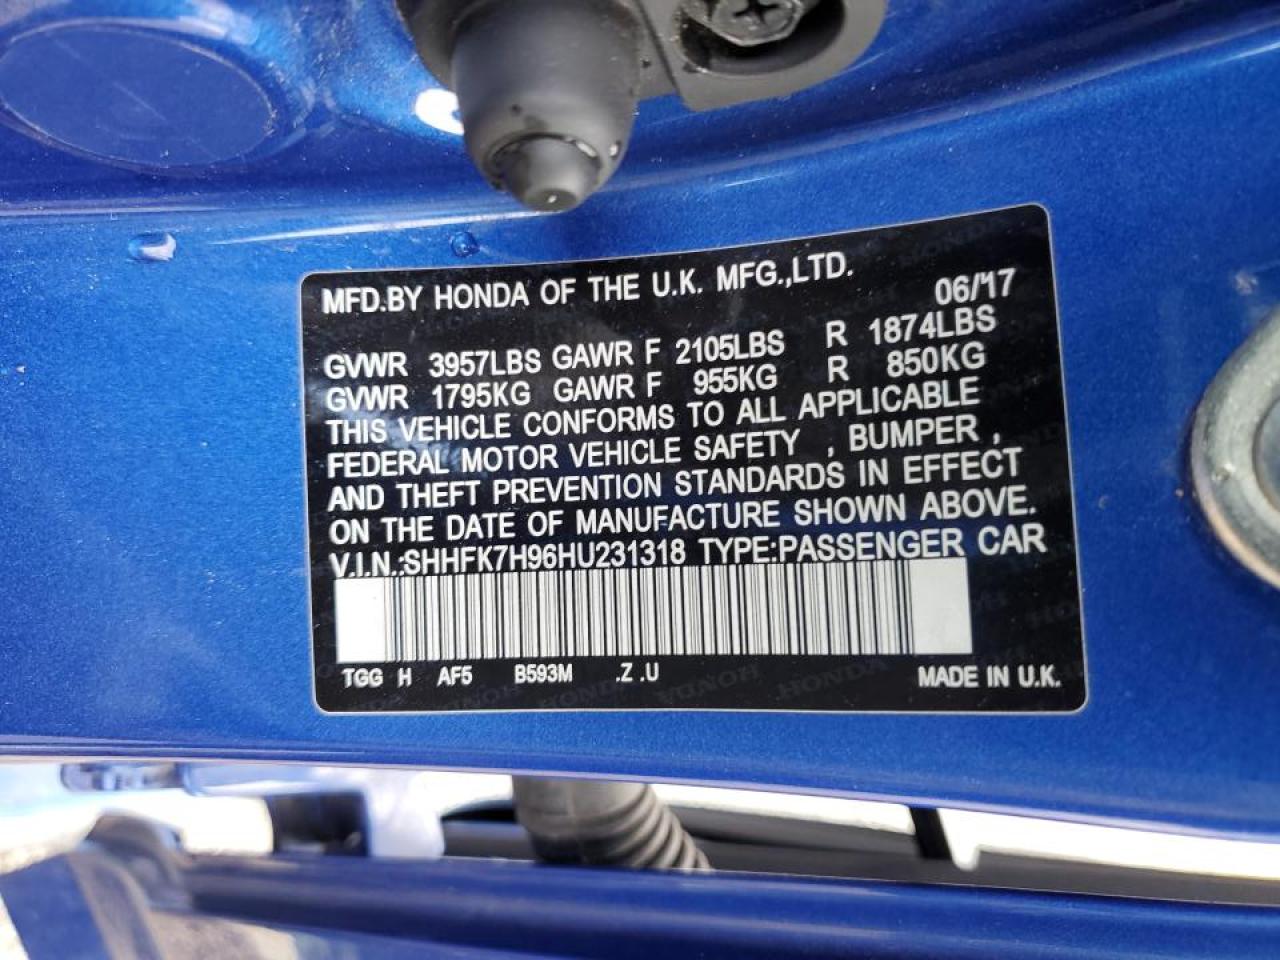 MFD.BY HONDA OF THE U.K. MFG.,LTD. 06/17
GVWR 3957LBS GAWR F 2105LBS R 1874LBS
GVWR 1795KG GAWR F 955KG R 850KG
THIS VEHICLE CONFORMS TO ALL APPLICABLE
FEDERAL MOTOR VEHICLE SAFETY , BUMPER ,
AND THEFT PREVENTION STANDARDS IN EFFECT
ON THE DATE OF MANUFACTURE SHOWN ABOVE.
V.I.N.:SHHFK7H96HU231318 TYPE:PASSENGER CAR
TGG H AF5 B593M .Z .U MADE IN U.K.